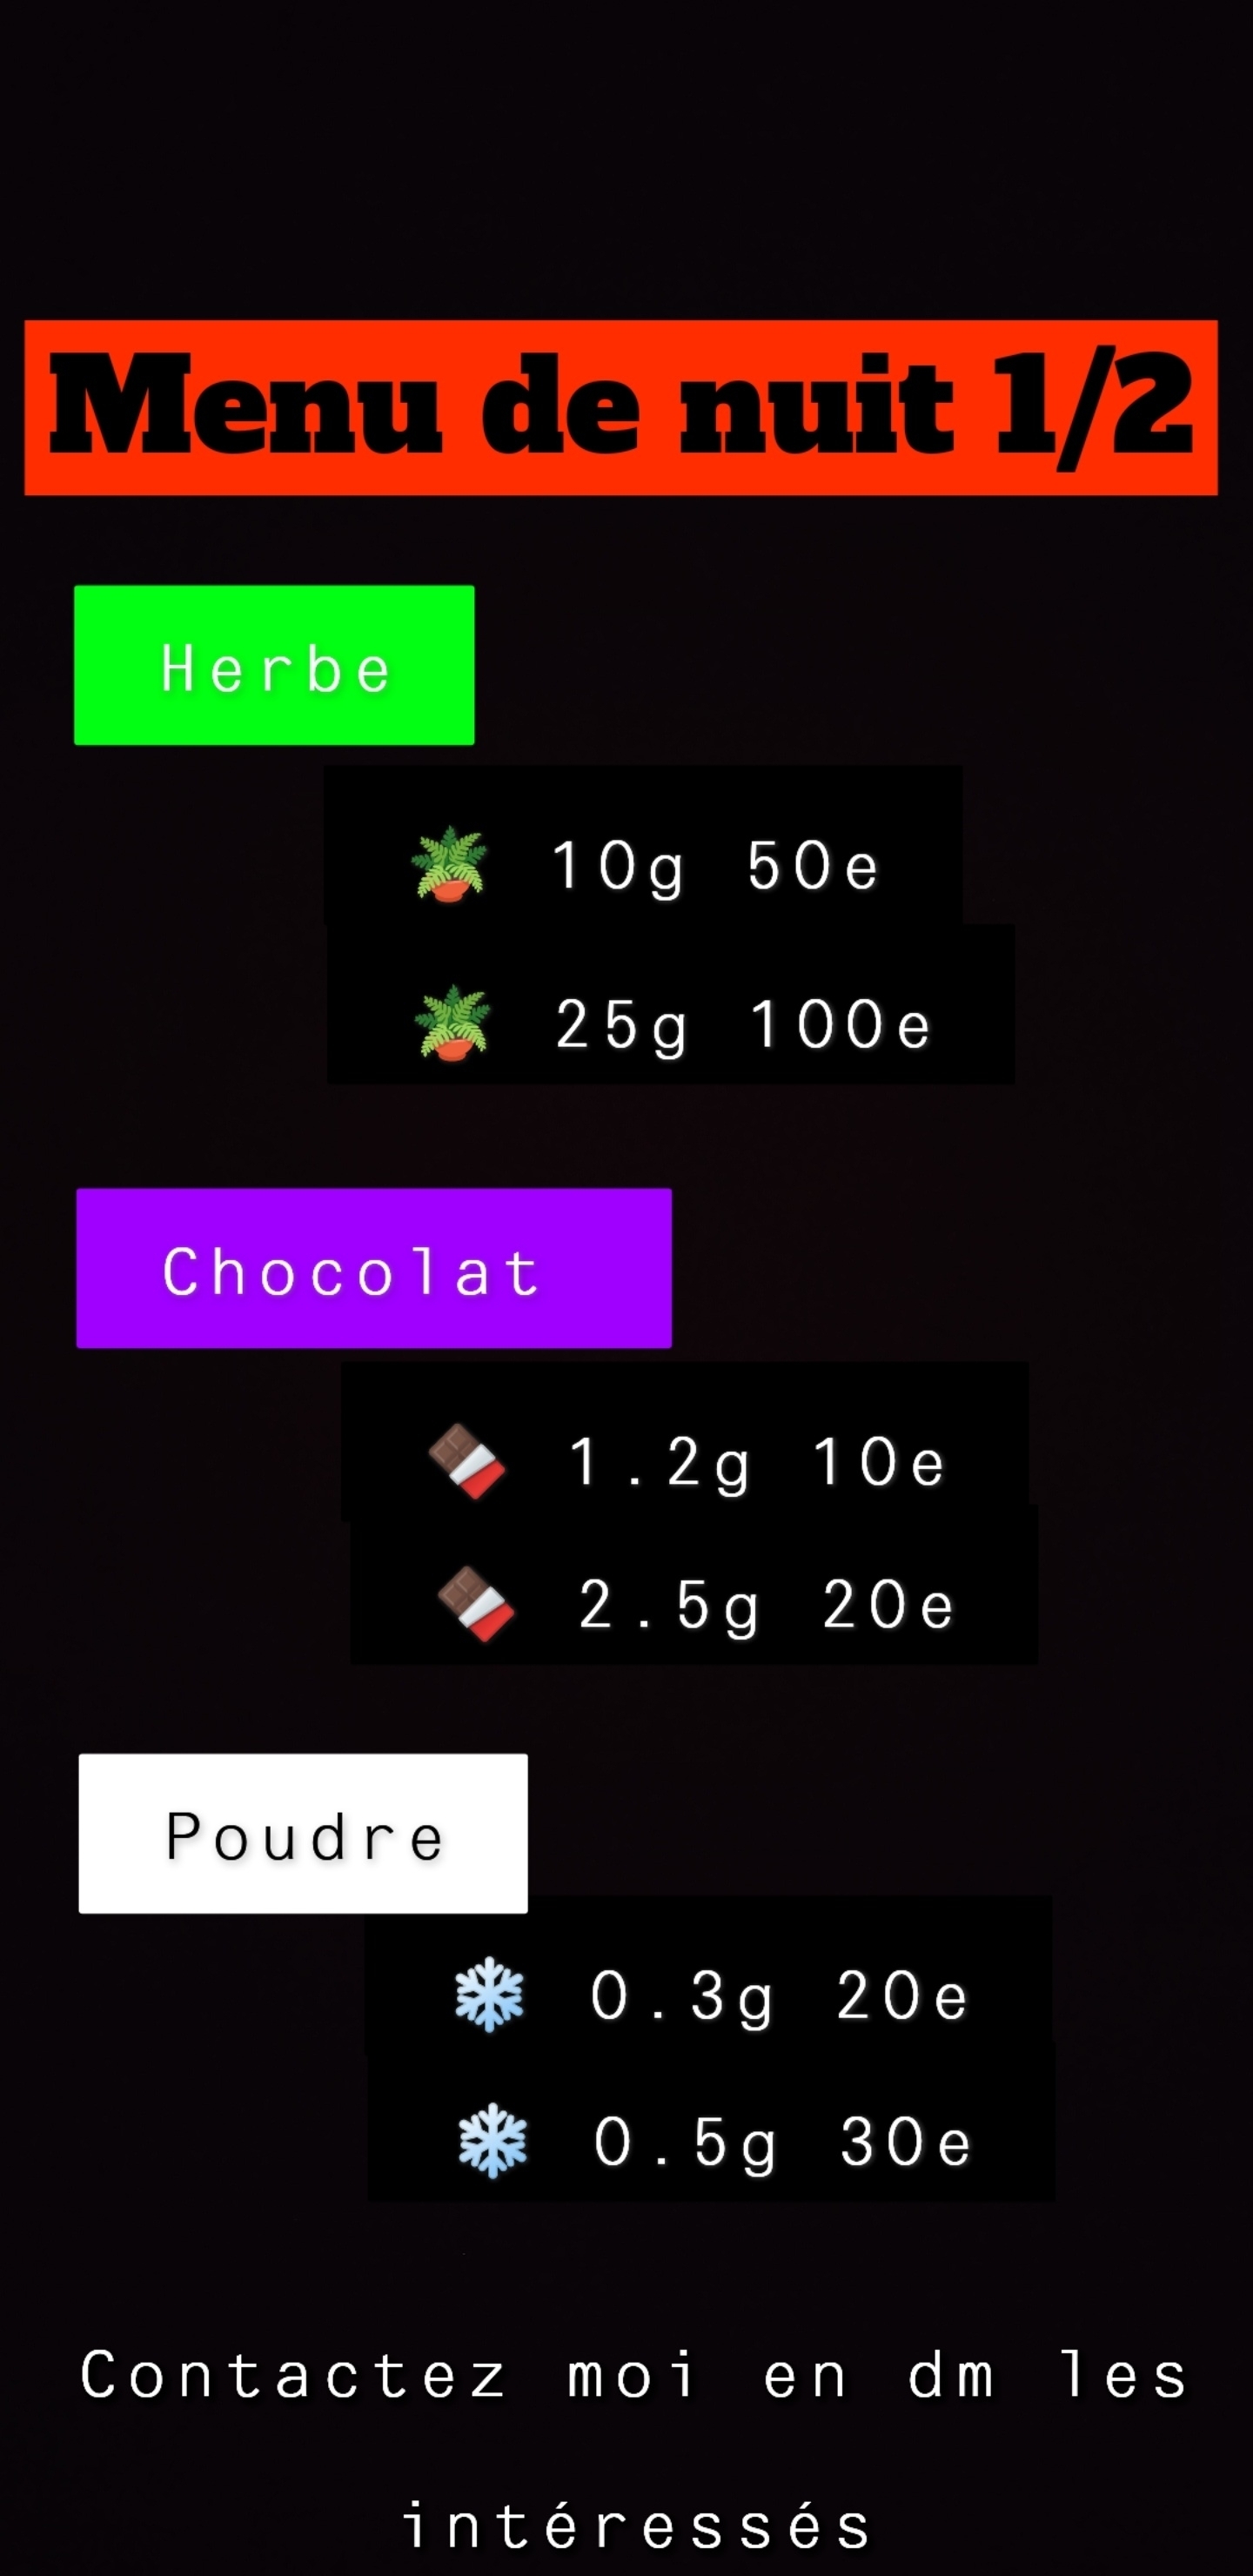 Menu de nuit 1/2
Herbe
🪴 10g 50e
🪴 25g 100e
Chocolat
🍫 1.2g 10e
🍫 2.5g 20e
Poudre
❄️ 0.3g 20e
❄️ 0.5g 30e
Contactez moi en dm les
intéressés